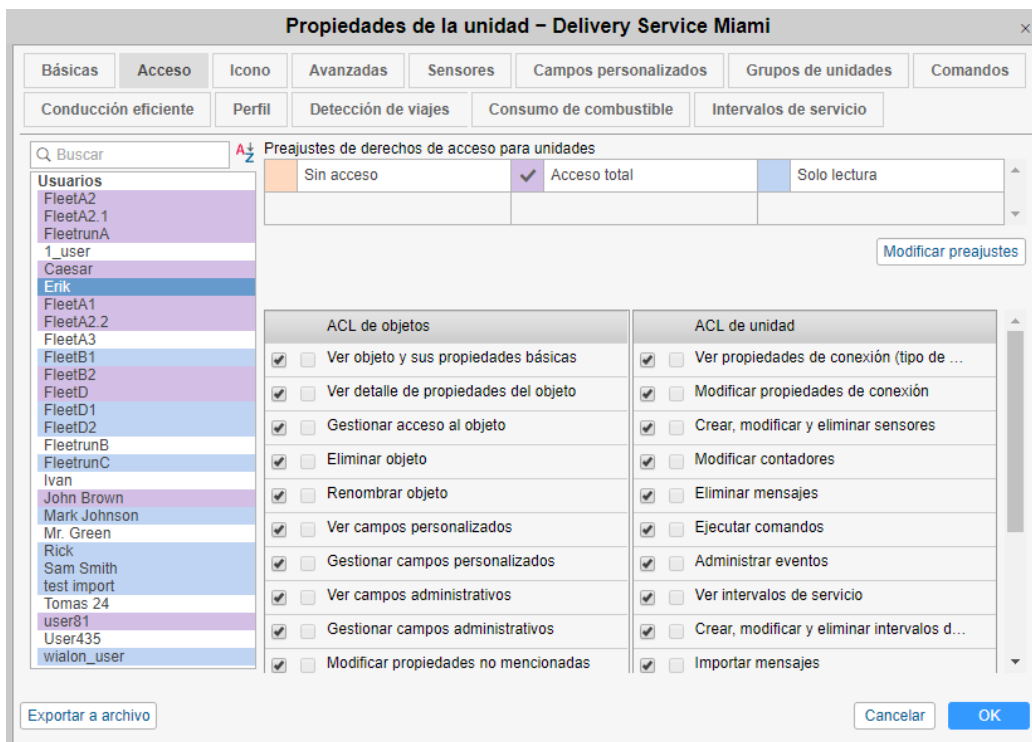 Propiedades de la unidad – Delivery Service Miami
×
Básicas
Acceso
Icono
Avanzadas
Sensores
Campos personalizados
Grupos de unidades
Comandos
Conducción eficiente
Perfil
Detección de viajes
Consumo de combustible
Intervalos de servicio
Buscar
AZ
Preajustes de derechos de acceso para unidades
Sin acceso
Acceso total
Solo lectura
Modificar preajustes
Usuarios
FleetA2
FleetA2.1
FleetrunA
1_user
Caesar
Erik
FleetA1
FleetA2.2
FleetA3
FleetB1
FleetB2
FleetD
FleetD1
FleetD2
FleetrunB
FleetrunC
Ivan
John Brown
Mark Johnson
Mr. Green
Rick
Sam Smith
test import
Tomas 24
user81
User435
wialon_user
ACL de objetos
Ver objeto y sus propiedades básicas
Ver detalle de propiedades del objeto
Gestionar acceso al objeto
Eliminar objeto
Renombrar objeto
Ver campos personalizados
Gestionar campos personalizados
Ver campos administrativos
Gestionar campos administrativos
Modificar propiedades no mencionadas
ACL de unidad
Ver propiedades de conexión (tipo de ...
Modificar propiedades de conexión
Crear, modificar y eliminar sensores
Modificar contadores
Eliminar mensajes
Ejecutar comandos
Administrar eventos
Ver intervalos de servicio
Crear, modificar y eliminar intervalos d...
Importar mensajes
Exportar a archivo
Cancelar
OK